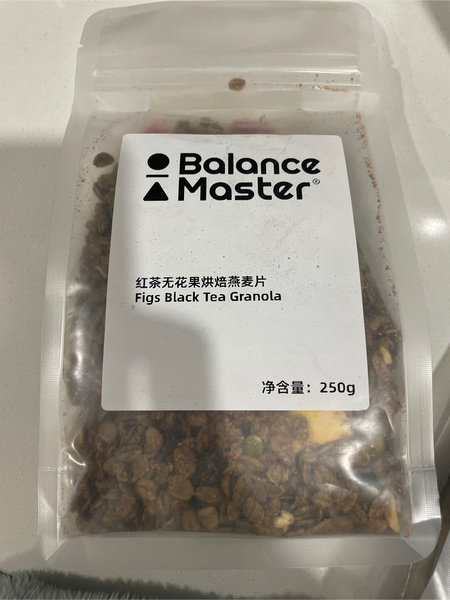 Balance
Master®
红茶无花果烘焙燕麦片
Figs Black Tea Granola
净含量：250g